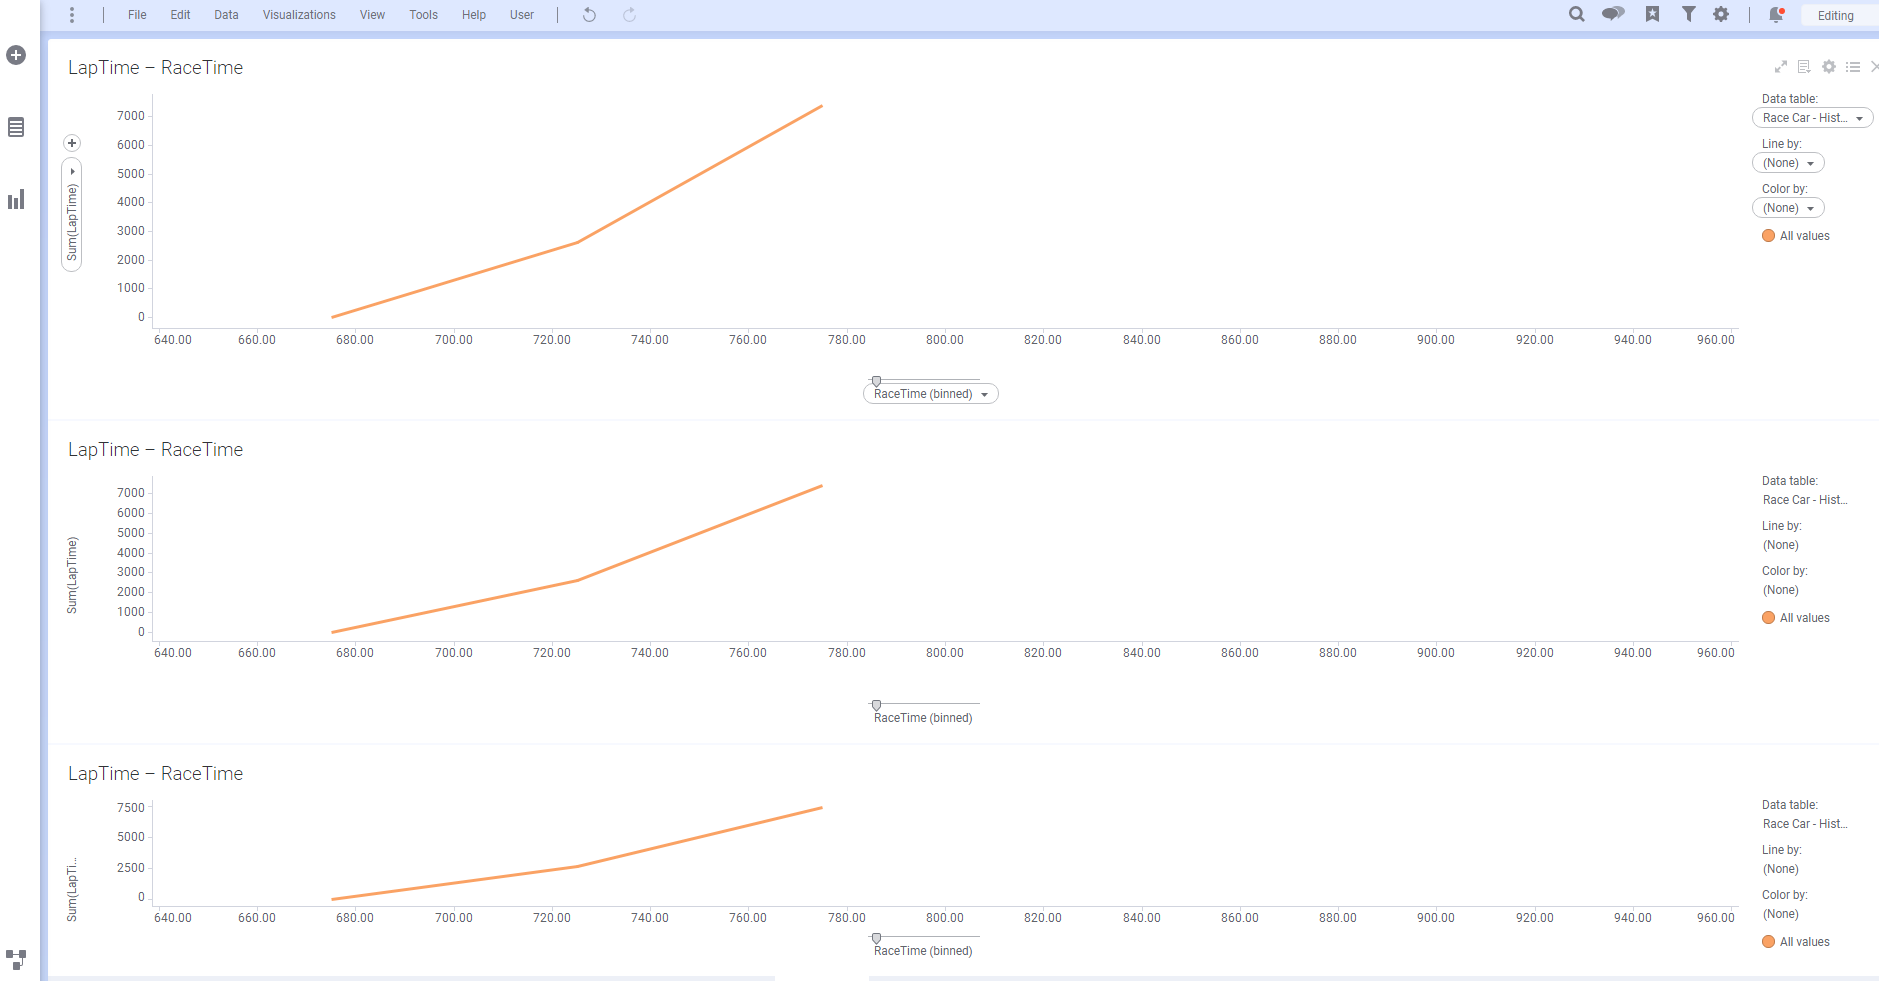 File Edit Data Visualizations View Tools Help User Editing
LapTime – RaceTime
Sum(LapTime)
7000
6000
5000
4000
3000
2000
1000
0
640.00 660.00 680.00 700.00 720.00 740.00 760.00 780.00 800.00 820.00 840.00 860.00 880.00 900.00 920.00 940.00 960.00
RaceTime (binned)
Data table:
Race Car - Hist...
Line by:
(None)
Color by:
(None)
All values
LapTime – RaceTime
Sum(LapTime)
7000
6000
5000
4000
3000
2000
1000
0
640.00 660.00 680.00 700.00 720.00 740.00 760.00 780.00 800.00 820.00 840.00 860.00 880.00 900.00 920.00 940.00 960.00
RaceTime (binned)
Data table:
Race Car - Hist...
Line by:
(None)
Color by:
(None)
All values
LapTime – RaceTime
Sum(LapTi...
7500
5000
2500
0
640.00 660.00 680.00 700.00 720.00 740.00 760.00 780.00 800.00 820.00 840.00 860.00 880.00 900.00 920.00 940.00 960.00
RaceTime (binned)
Data table:
Race Car - Hist...
Line by:
(None)
Color by:
(None)
All values